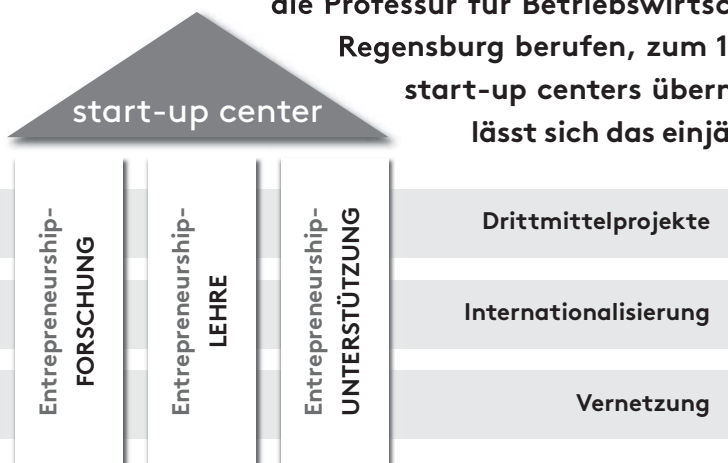 die Professur für
Regensburg berufen, zum
start-up centers
lässt sich das
start-up center
Entrepreneurship-
FORSCHUNG
Entrepreneurship-
LEHRE
Entrepreneurship-
UNTERSTÜTZUNG
Drittmittelprojekte
Internationalisierung
Vernetzung